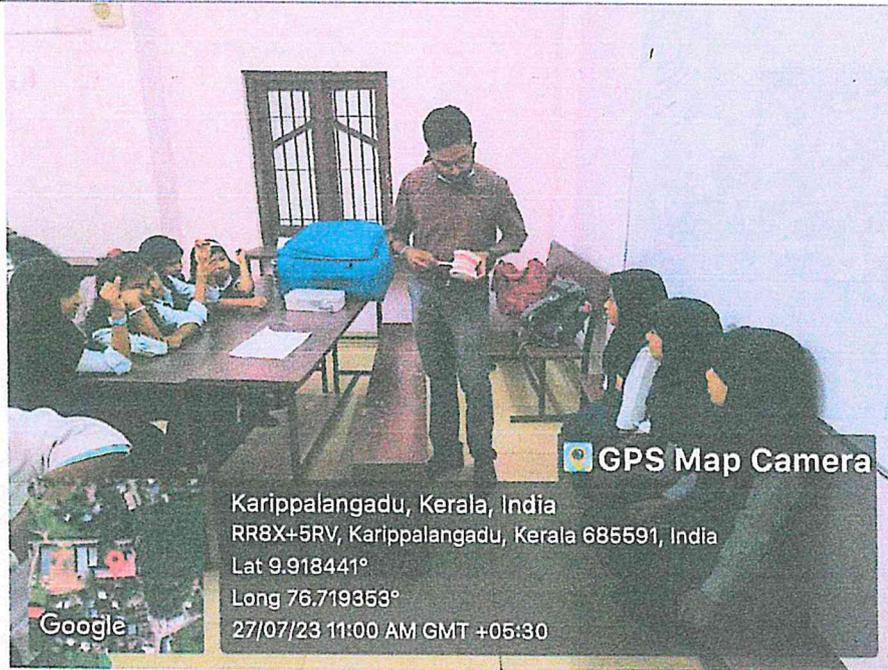 GPS Map Camera
Karippalangadu, Kerala, India
RR8X+5RV, Karippalangadu, Kerala 685591, India
Lat 9.918441°
Long 76.719353°
27/07/23 11:00 AM GMT +05:30
Google